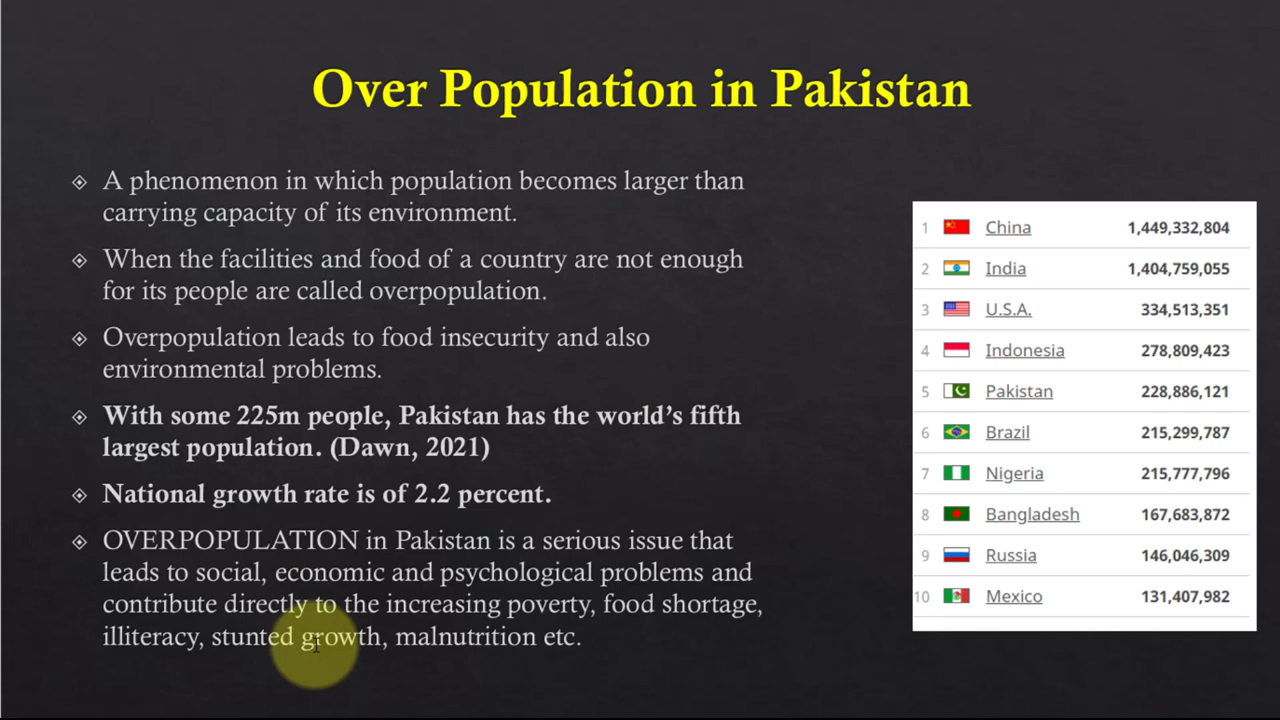 Over Population in Pakistan
A phenomenon in which population becomes larger than
carrying capacity of its environment.
When the facilities and food of a country are not enough
for its people are called overpopulation.
Overpopulation leads to food insecurity and also
environmental problems.
With some 225m people, Pakistan has the world's fifth
largest population. (Dawn, 2021)
National growth rate is of 2.2 percent.
OVERPOPULATION in Pakistan is a serious issue that
leads to social, economic and psychological problems and
contribute directly to the increasing poverty, food shortage,
illiteracy, stunted growth, malnutrition etc.
1 China 1,449,332,804
2 India 1,404,759,055
3 U.S.A. 334,513,351
4 Indonesia 278,809,423
5 Pakistan 228,886,121
6 Brazil 215,299,787
7 Nigeria 215,777,796
8 Bangladesh 167,683,872
9 Russia 146,046,309
10 Mexico 131,407,982